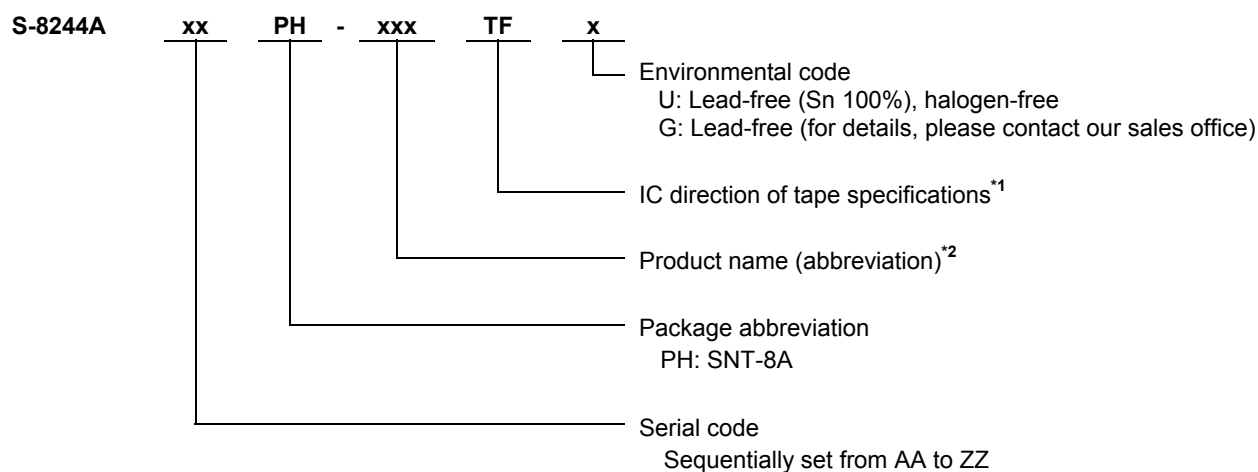 S-8244A xx PH - xxx TF x
Environmental code
U: Lead-free (Sn 100%), halogen-free
G: Lead-free (for details, please contact our sales office)
IC direction of tape specifications*1
Product name (abbreviation)*2
Package abbreviation
PH: SNT-8A
Serial code
Sequentially set from AA to ZZ